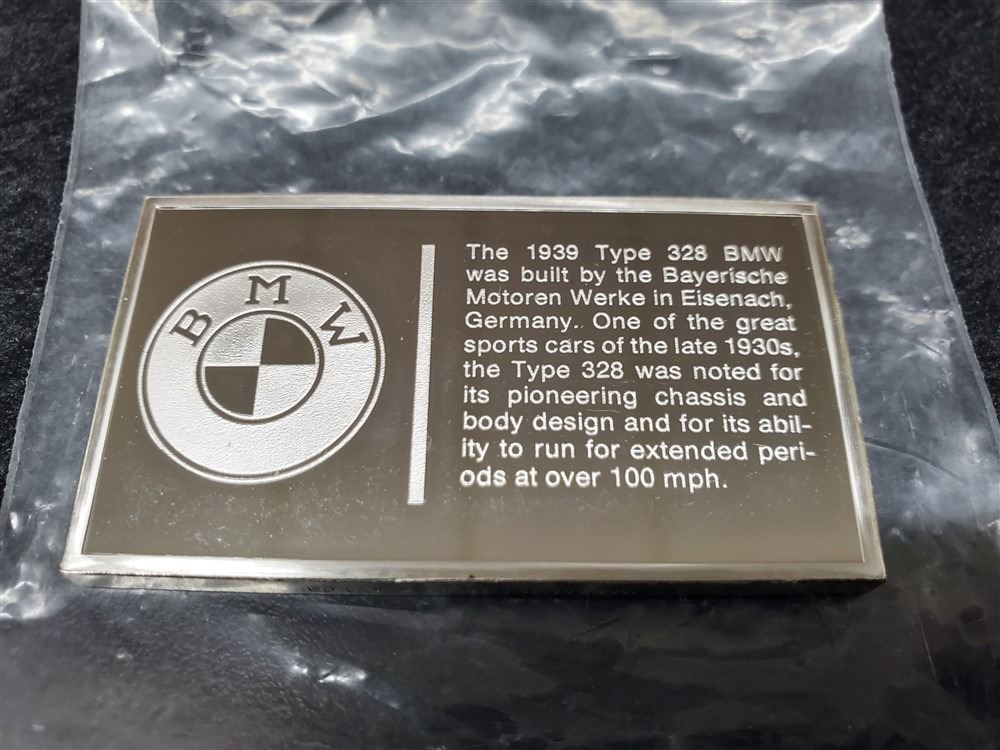 BMW
The 1939 Type 328 BMW
was built by the Bayerische
Motoren Werke in Eisenach,
Germany. One of the great
sports cars of the late 1930s,
the Type 328 was noted for
its pioneering chassis and
body design and for its abil-
ity to run for extended peri-
ods at over 100 mph.